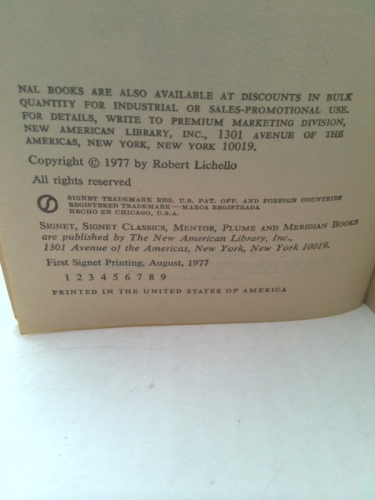 NAL BOOKS ARE ALSO AVAILABLE AT DISCOUNTS IN BULK
QUANTITY FOR INDUSTRIAL OR SALES-PROMOTIONAL USE.
FOR DETAILS, WRITE TO PREMIUM MARKETING DIVISION,
NEW AMERICAN LIBRARY, INC., 1301 AVENUE OF THE
AMERICAS, NEW YORK, NEW YORK 10019.
Copyright © 1977 by Robert Lichello
All rights reserved
SIGNET TRADEMARK REG. U.S. PAT. OFF. AND FOREIGN COUNTRIES
REGISTERED TRADEMARK—MARCA REGISTRADA
HECHO EN CHICAGO, U.S.A.
SIGNET, SIGNET CLASSICS, MENTOR, PLUME AND MERIDIAN BOOKS
are published by The New American Library, Inc.,
1301 Avenue of the Americas, New York, New York 10019.
First Signet Printing, August, 1977
1 2 3 4 5 6 7 8 9
PRINTED IN THE UNITED STATES OF AMERICA